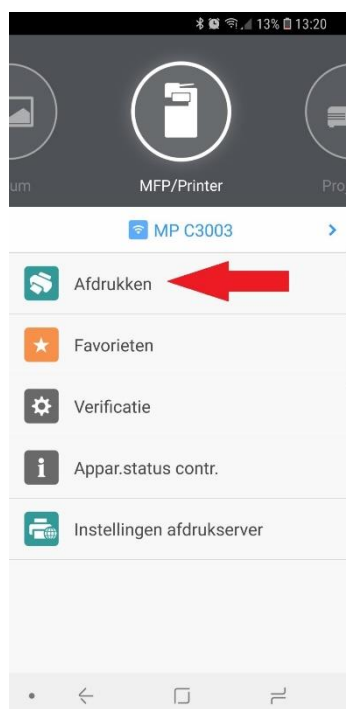 13% 13:20
um
MFP/Printer
Pro
MP C3003
Afdrukken
Favorieten
Verificatie
Appar.status contr.
Instellingen afdrukserver